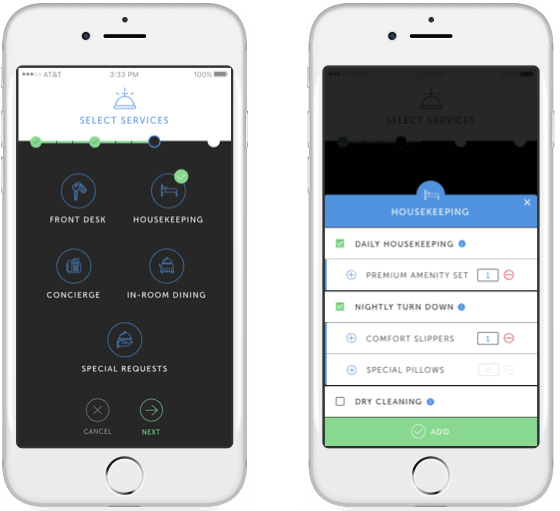 AT&T 3:33 PM 100%
SELECT SERVICES
FRONT DESK HOUSEKEEPING
CONCIERGE IN-ROOM DINING
SPECIAL REQUESTS
CANCEL NEXT
SELECT SERVICES
HOUSEKEEPING
DAILY HOUSEKEEPING
PREMIUM AMENITY SET 1
NIGHTLY TURN DOWN
COMFORT SLIPPERS 1
SPECIAL PILLOWS 0
DRY CLEANING
ADD